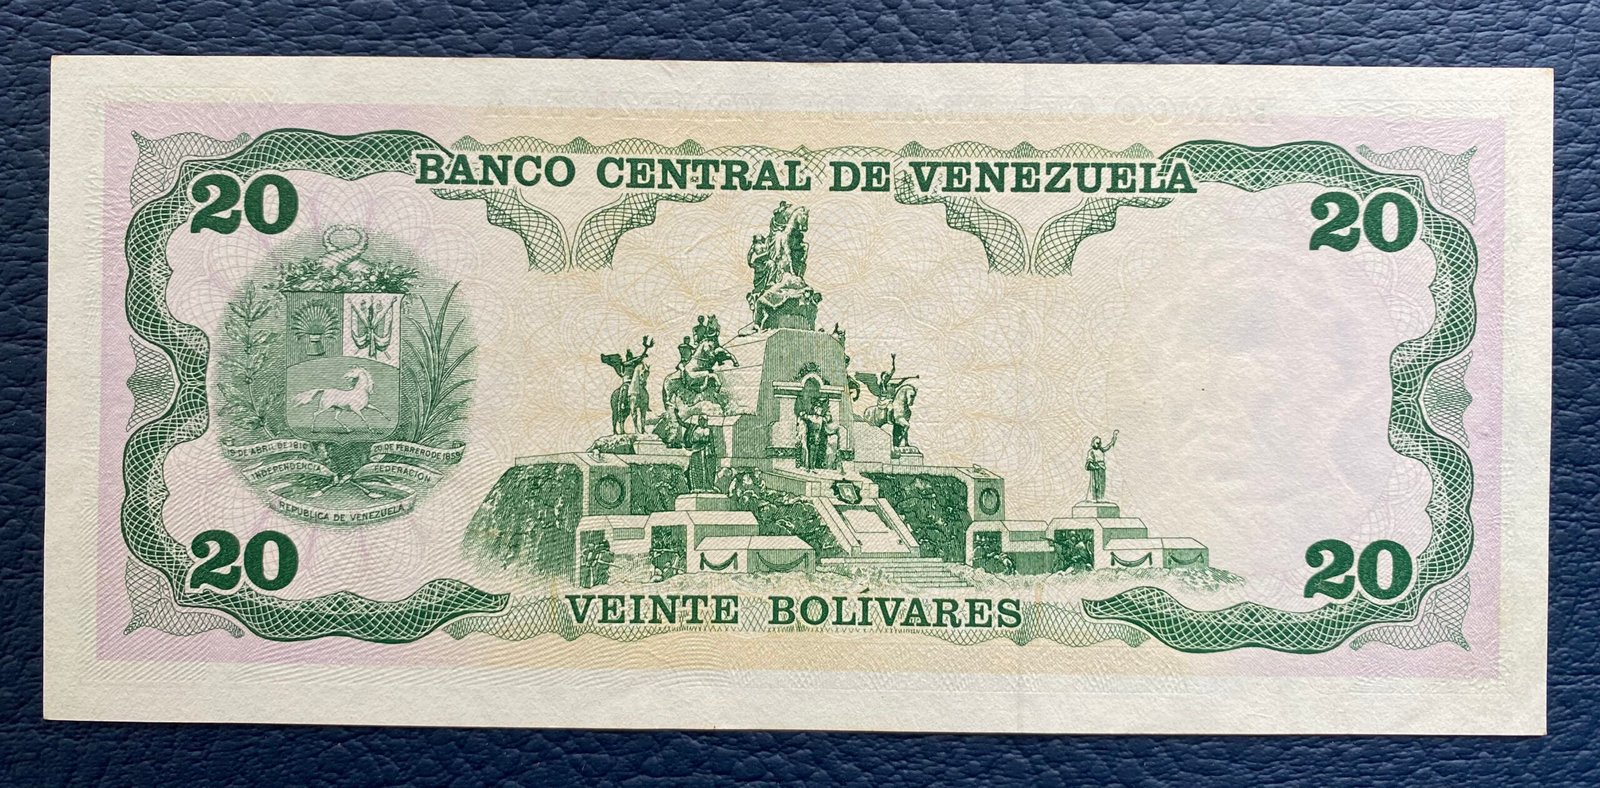 BANCO CENTRAL DE VENEZUELA
20
20
19 DE ABRIL DE 1810
20 DE FEBRERO DE 1859
INDEPENDENCIA
FEDERACION
REPUBLICA DE VENEZUELA
20
20
VEINTE BOLIVARES